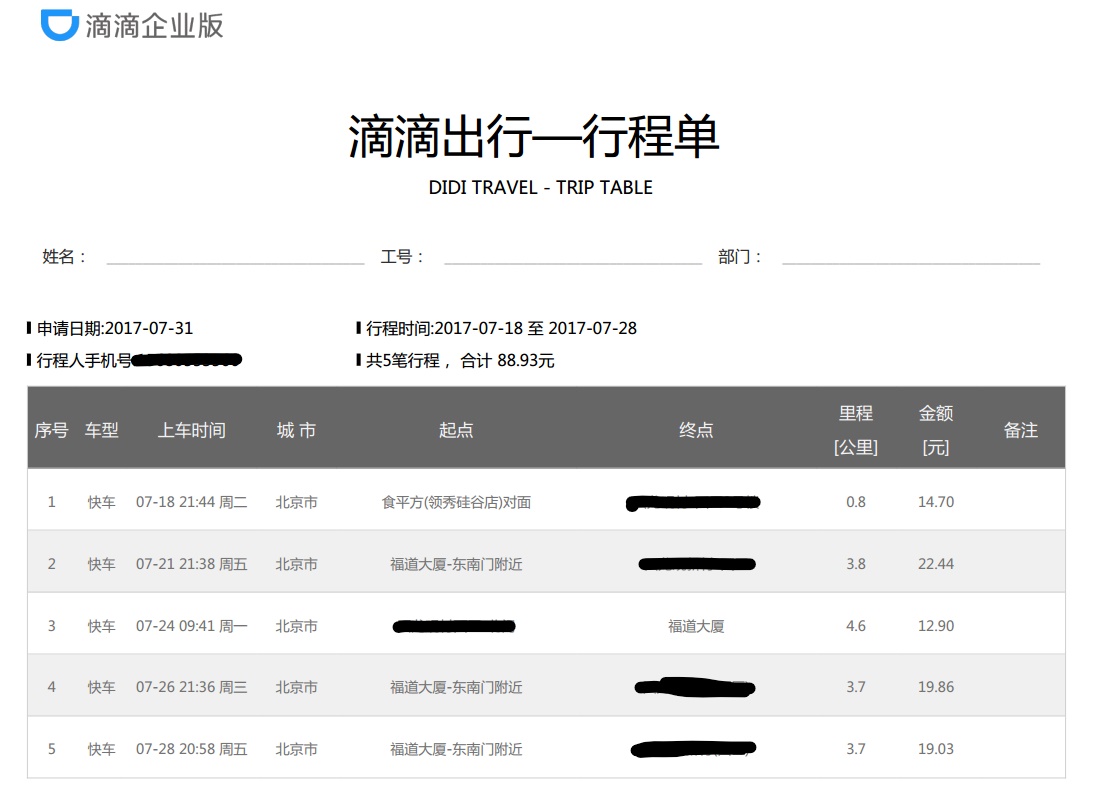 滴滴企业版
滴滴出行—行程单
DIDI TRAVEL - TRIP TABLE
姓名： 工号： 部门：
申请日期:2017-07-31 行程时间:2017-07-18 至 2017-07-28
行程人手机号 共5笔行程， 合计 88.93元
序号 车型 上车时间 城 市 起点 终点 里程 [公里] 金额 [元] 备注
1 快车 07-18 21:44 周二 北京市 食平方(领秀硅谷店)对面 0.8 14.70
2 快车 07-21 21:38 周五 北京市 福道大厦-东南门附近 3.8 22.44
3 快车 07-24 09:41 周一 北京市 福道大厦 4.6 12.90
4 快车 07-26 21:36 周三 北京市 福道大厦-东南门附近 3.7 19.86
5 快车 07-28 20:58 周五 北京市 福道大厦-东南门附近 3.7 19.03